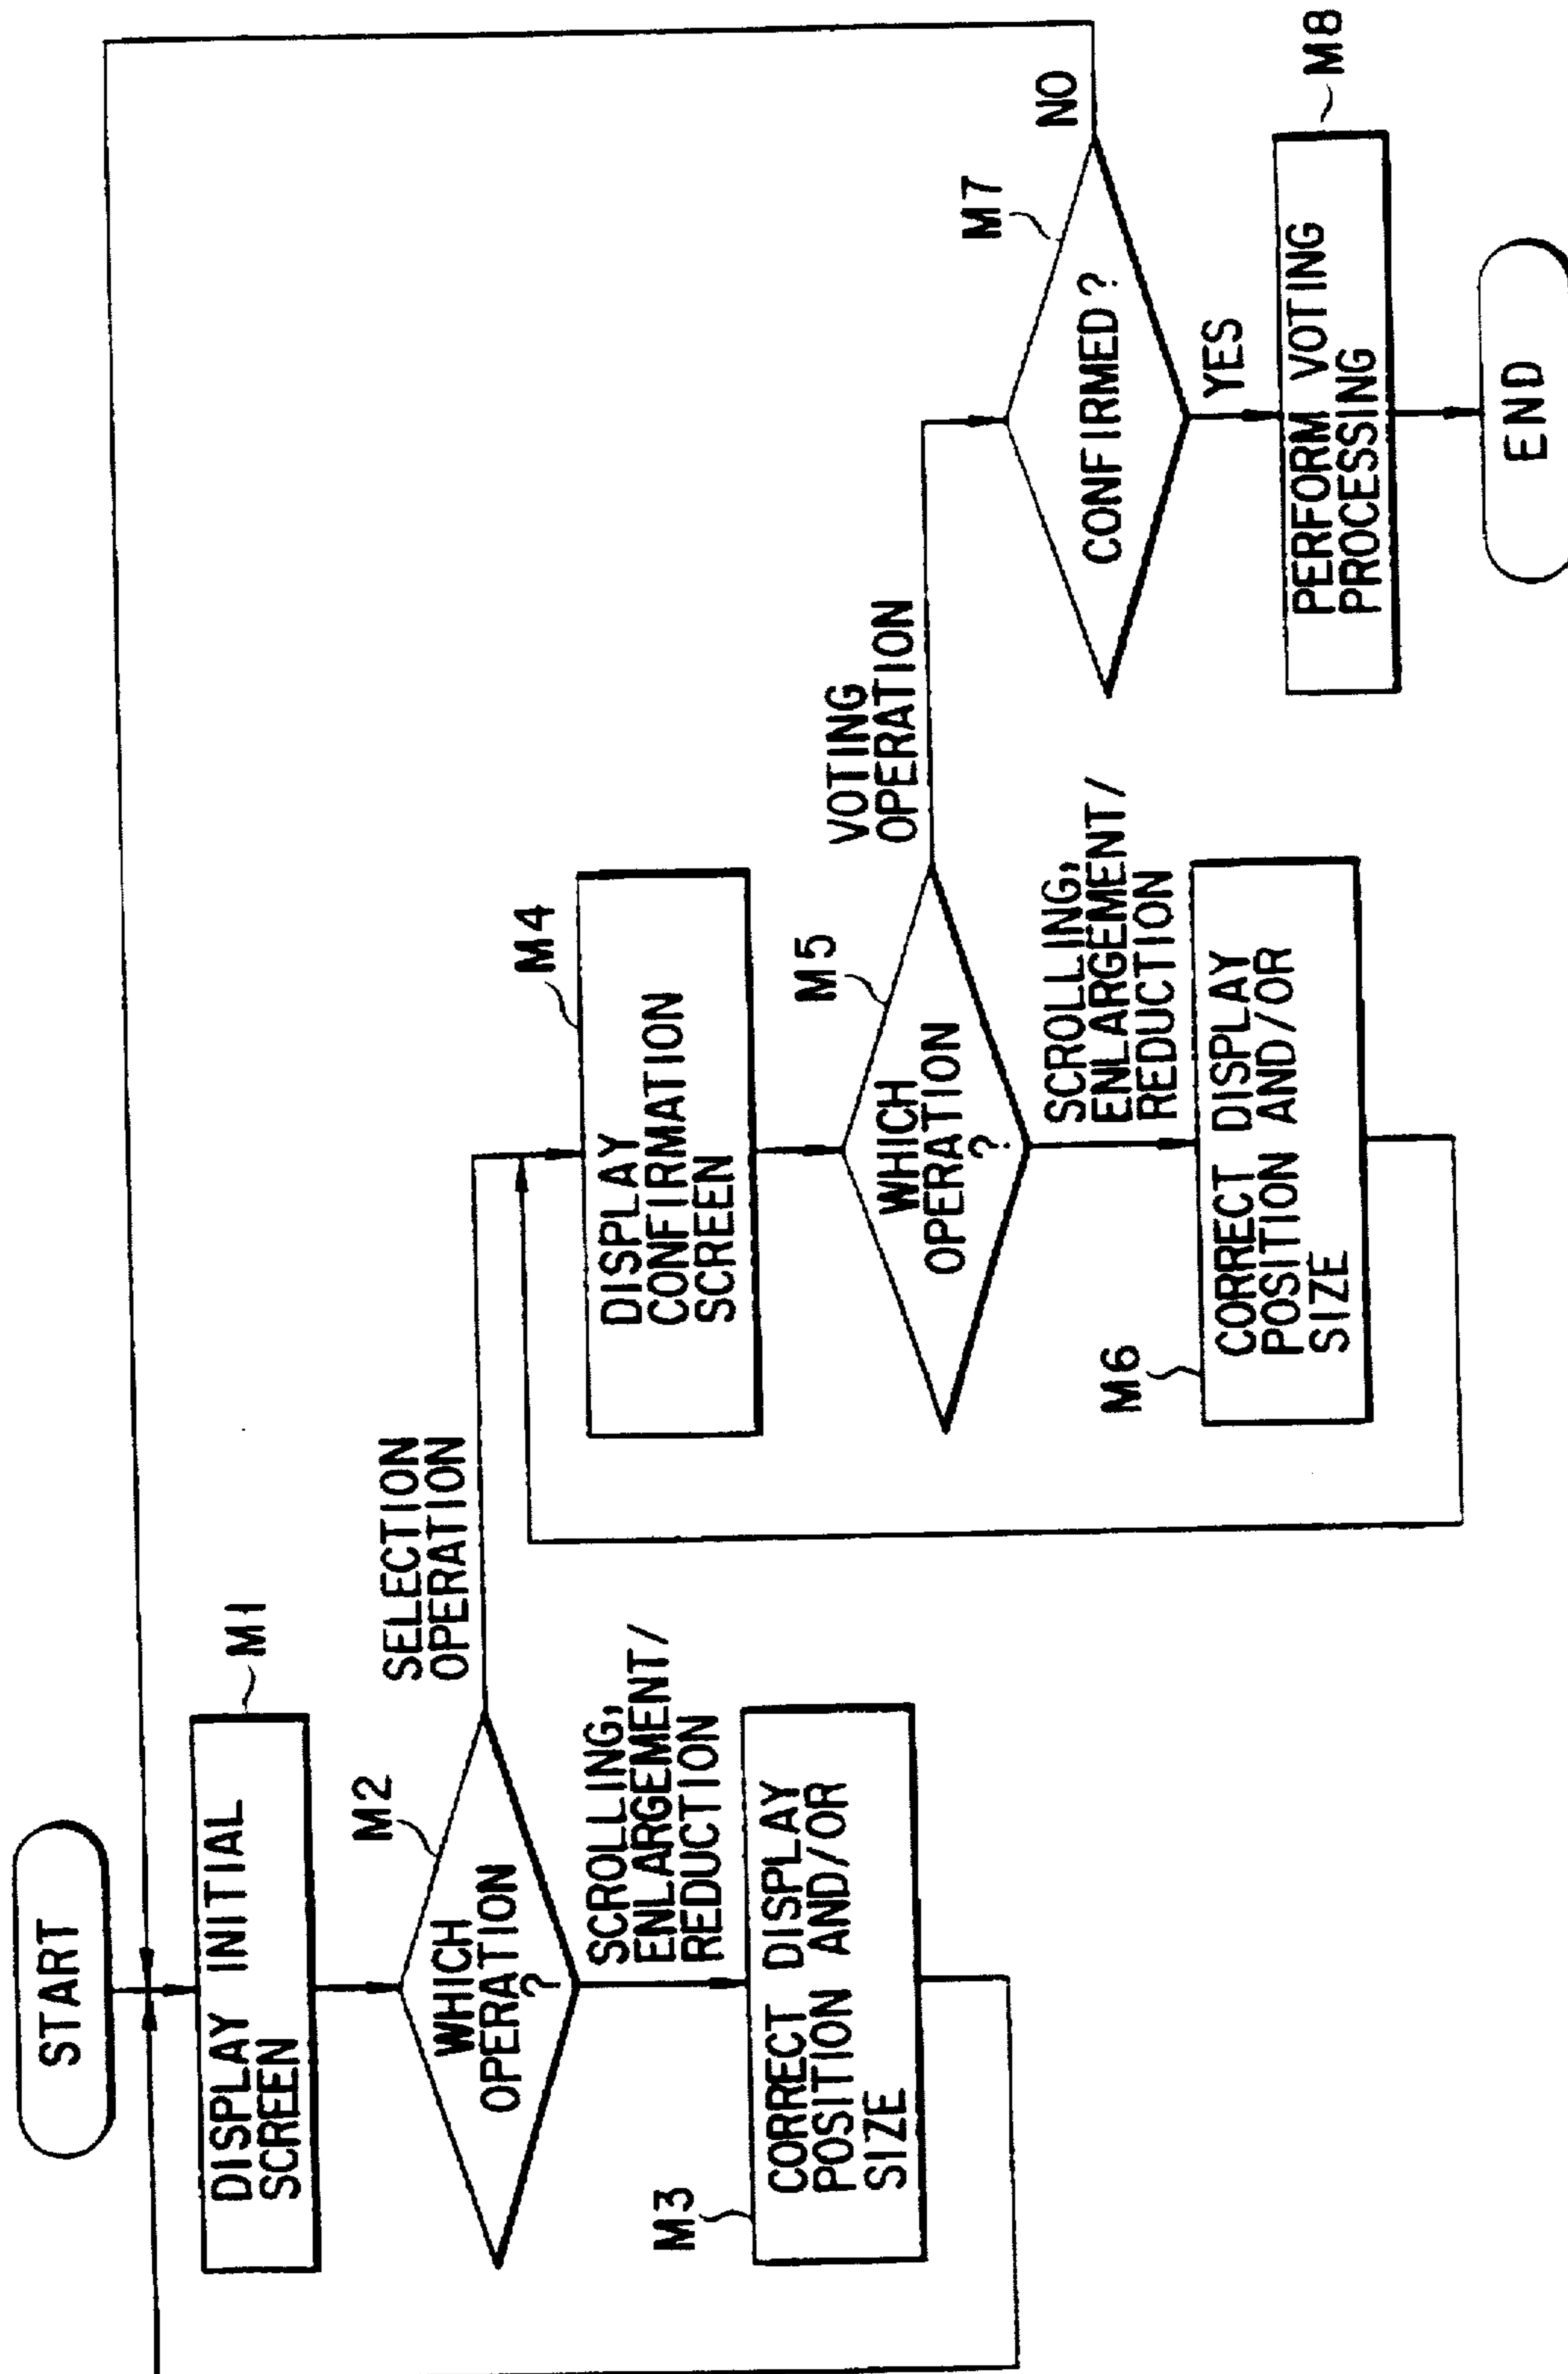 START
DISPLAY INITIAL
SCREEN
M1
WHICH
OPERATION
?
M2
SELECTION
OPERATION
SCROLLING,
ENLARGEMENT/
REDUCTION
M3
CORRECT DISPLAY
POSITION AND/OR
SIZE
DISPLAY
CONFIRMATION
SCREEN
M4
WHICH
OPERATION
?
M5
VOTING
OPERATION
SCROLLING,
ENLARGEMENT/
REDUCTION
M6
CORRECT DISPLAY
POSITION AND/OR
SIZE
CONFIRMED?
M7
NO
YES
PERFORM VOTING
PROCESSING
M8
END